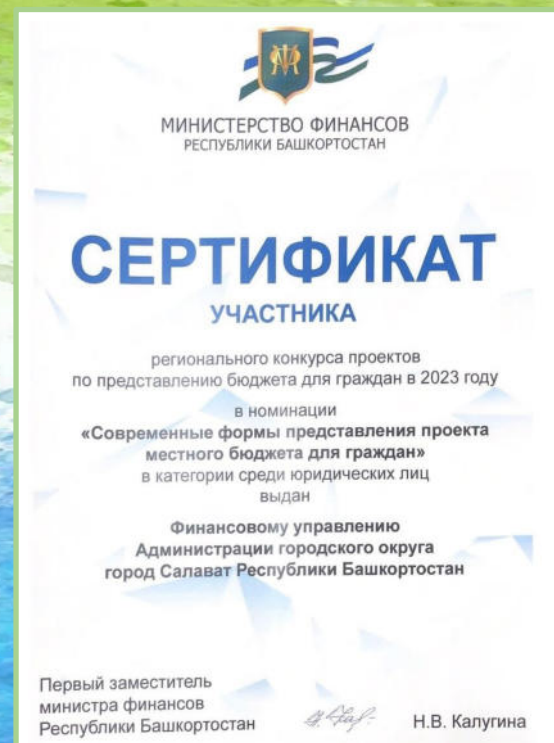 МИНИСТЕРСТВО ФИНАНСОВ
РЕСПУБЛИКИ БАШКОРТОСТАН
СЕРТИФИКАТ
УЧАСТНИКА
регионального конкурса проектов
по представлению бюджета для граждан в 2023 году
в номинации
«Современные формы представления проекта
местного бюджета для граждан»
в категории среди юридических лиц
выдан
Финансовому управлению
Администрации городского округа
город Салават Республики Башкортостан
Первый заместитель
министра финансов
Республики Башкортостан
Н.В. Калугина